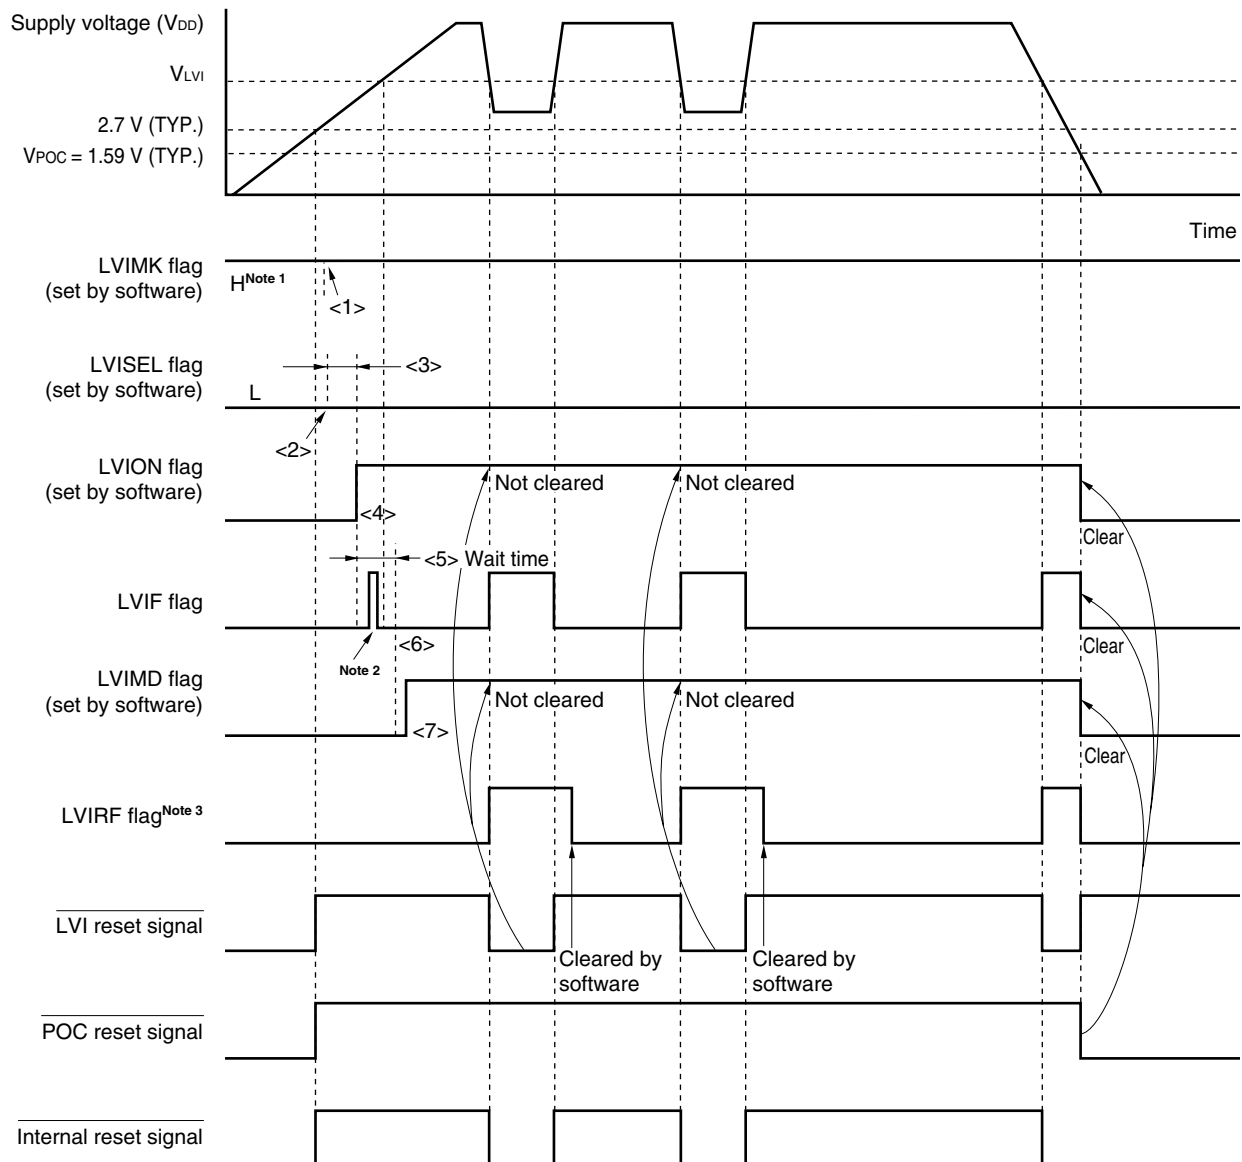 Supply voltage (VDD)
VLVI
2.7 V (TYP.)
VPOC = 1.59 V (TYP.)
Time
LVIMK flag
(set by software)
H Note 1
<1>
LVISEL flag
(set by software)
<3>
L
<2>
LVION flag
(set by software)
Not cleared
Not cleared
<4>
Clear
<5> Wait time
LVIF flag
Note 2
<6>
Clear
LVIMD flag
(set by software)
Not cleared
Not cleared
<7>
Clear
LVIRF flag Note 3
LVI reset signal
Cleared by
software
Cleared by
software
POC reset signal
Internal reset signal